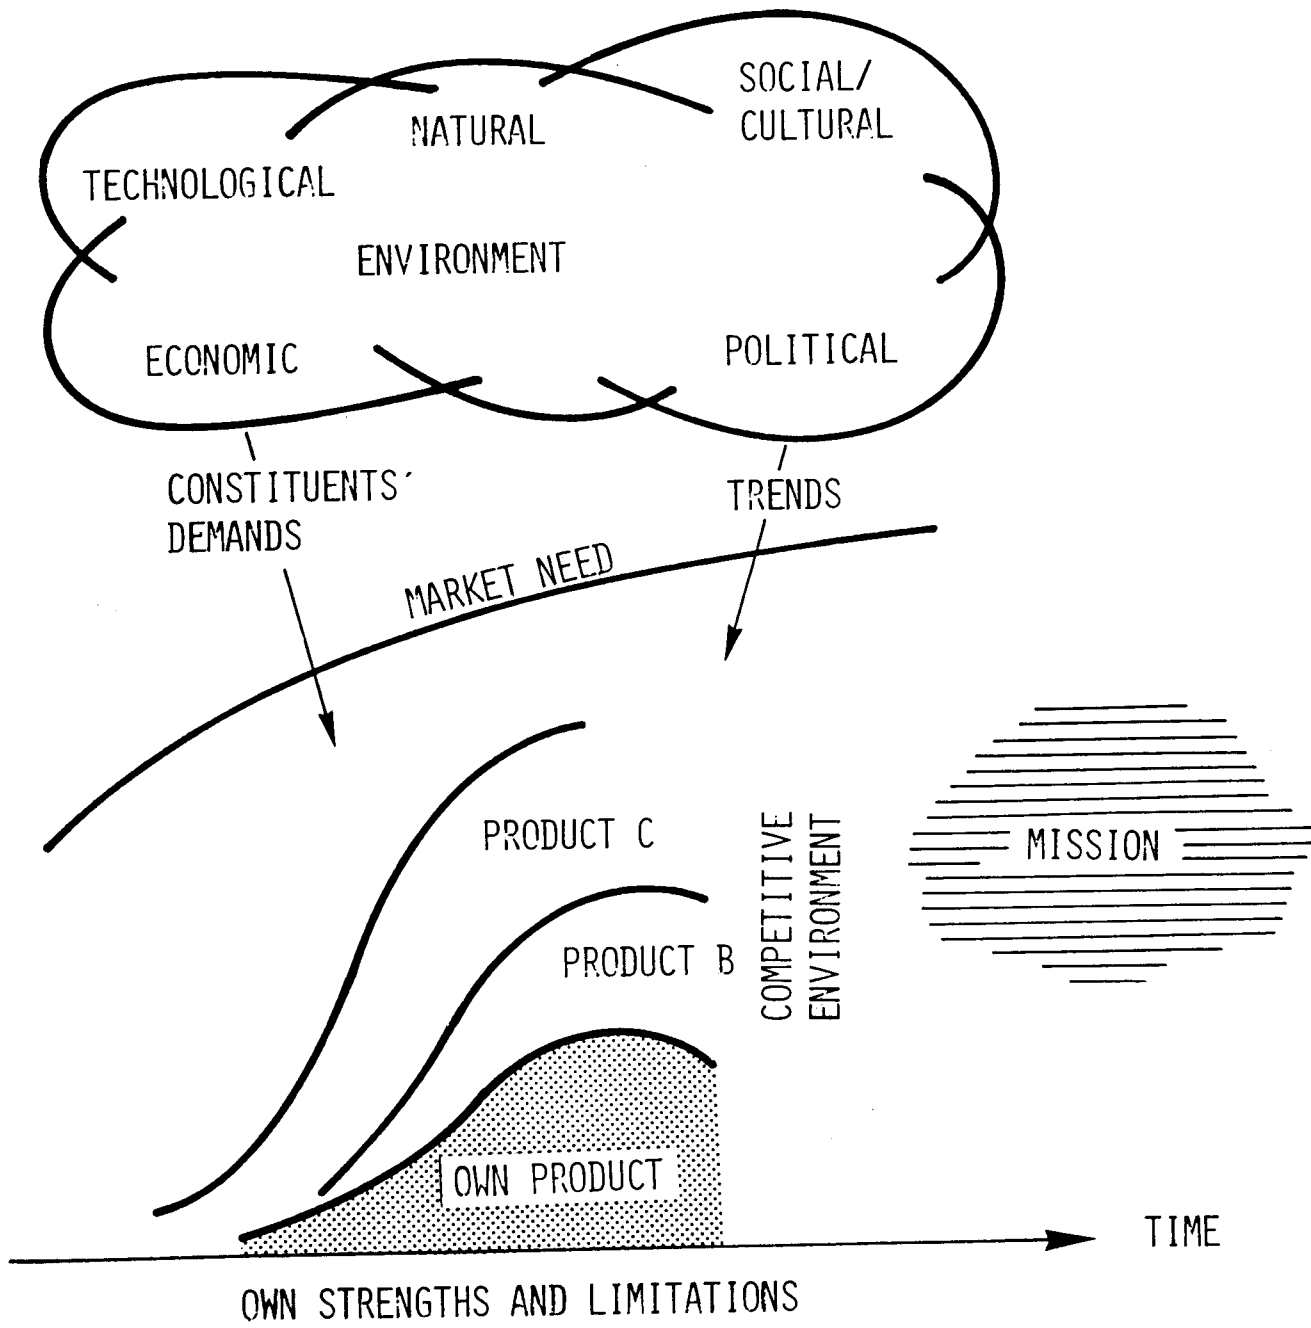 SOCIAL/
CULTURAL
NATURAL
TECHNOLOGICAL
ENVIRONMENT
ECONOMIC
POLITICAL
CONSTITUENTS´
DEMANDS
TRENDS
MARKET NEED
PRODUCT C
PRODUCT B
COMPETITIVE
ENVIRONMENT
MISSION
OWN PRODUCT
TIME
OWN STRENGTHS AND LIMITATIONS